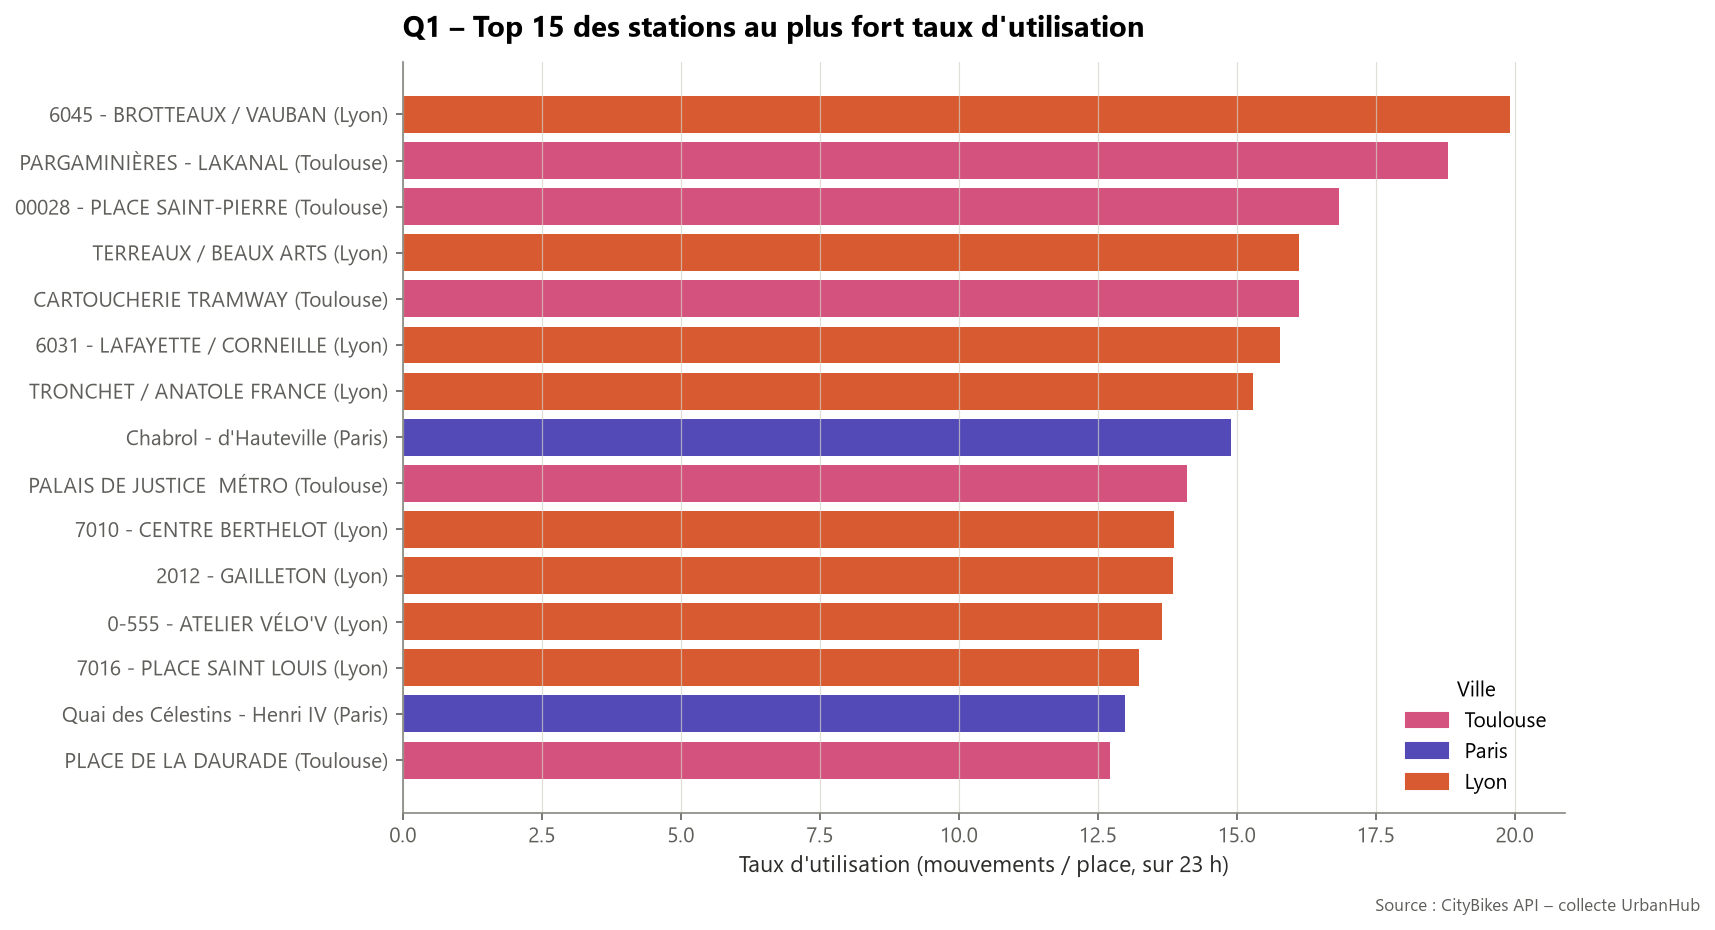 Q1 – Top 15 des stations au plus fort taux d'utilisation
6045 - BROTTEAUX / VAUBAN (Lyon)
PARGAMINIÈRES - LAKANAL (Toulouse)
00028 - PLACE SAINT-PIERRE (Toulouse)
TERREAUX / BEAUX ARTS (Lyon)
CARTOUCHERIE TRAMWAY (Toulouse)
6031 - LAFAYETTE / CORNEILLE (Lyon)
TRONCHET / ANATOLE FRANCE (Lyon)
Chabrol - d'Hauteville (Paris)
PALAIS DE JUSTICE  MÉTRO (Toulouse)
7010 - CENTRE BERTHELOT (Lyon)
2012 - GAILLETON (Lyon)
0-555 - ATELIER VÉLO'V (Lyon)
7016 - PLACE SAINT LOUIS (Lyon)
Quai des Célestins - Henri IV (Paris)
PLACE DE LA DAURADE (Toulouse)
Ville
Toulouse
Paris
Lyon
0.0 2.5 5.0 7.5 10.0 12.5 15.0 17.5 20.0
Taux d'utilisation (mouvements / place, sur 23 h)
Source : CityBikes API – collecte UrbanHub